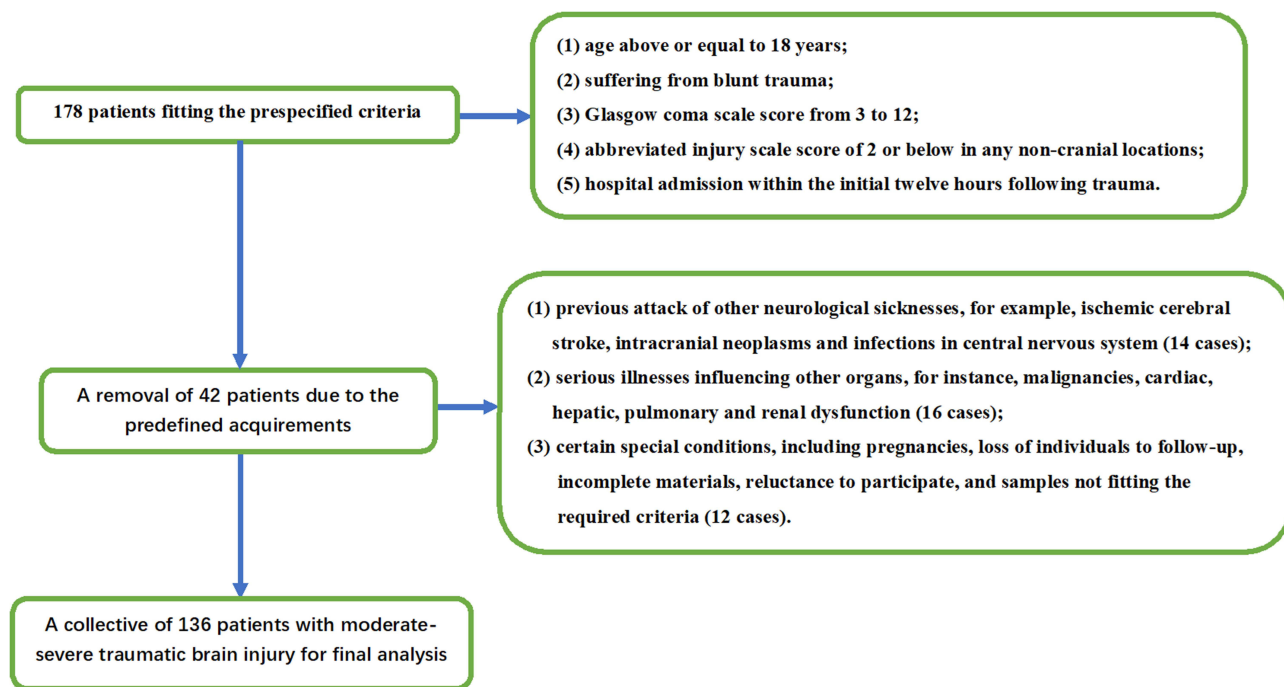 178 patients fitting the prespecified criteria
(1) age above or equal to 18 years;
(2) suffering from blunt trauma;
(3) Glasgow coma scale score from 3 to 12;
(4) abbreviated injury scale score of 2 or below in any non-cranial locations;
(5) hospital admission within the initial twelve hours following trauma.
A removal of 42 patients due to the
predefined acquirements
(1) previous attack of other neurological sicknesses, for example, ischemic cerebral
stroke, intracranial neoplasms and infections in central nervous system (14 cases);
(2) serious illnesses influencing other organs, for instance, malignancies, cardiac,
hepatic, pulmonary and renal dysfunction (16 cases);
(3) certain special conditions, including pregnancies, loss of individuals to follow-up,
incomplete materials, reluctance to participate, and samples not fitting the
required criteria (12 cases).
A collective of 136 patients with moderate-
severe traumatic brain injury for final analysis